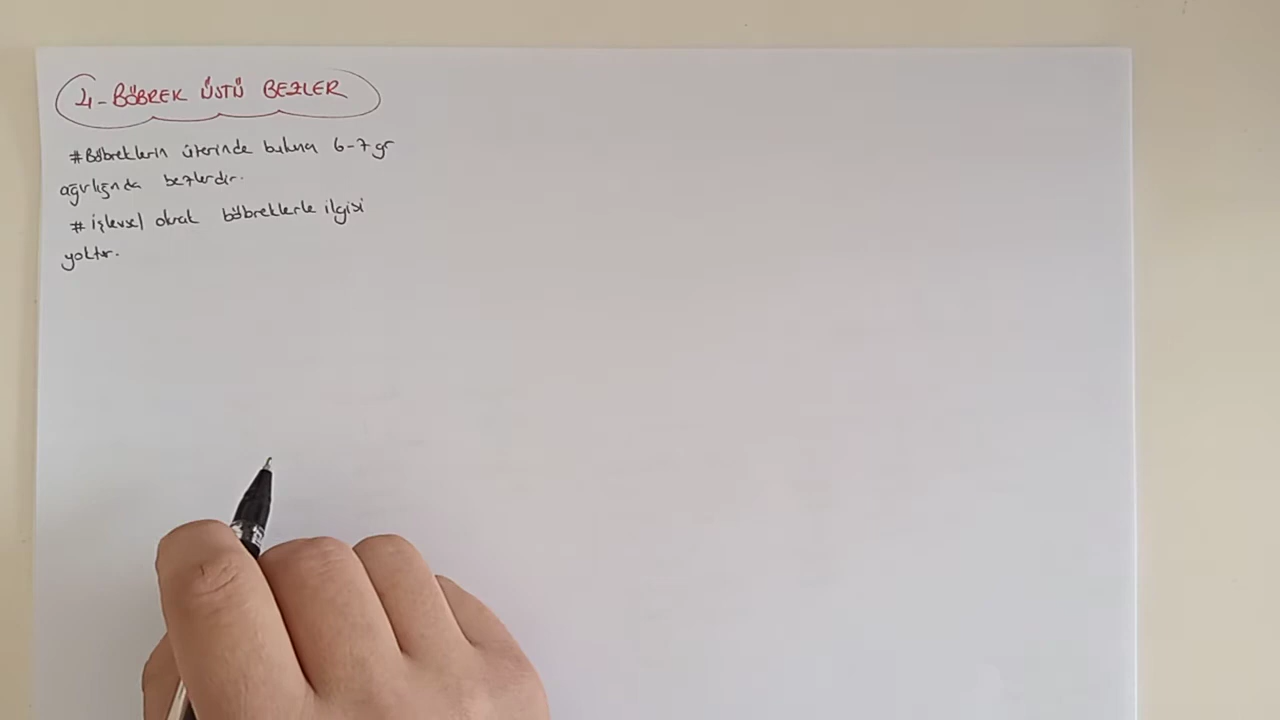 4- BÖBREK ÜSTÜ BEZLER
# Böbreklerin üzerinde bulunan 6-7 gr
ağırlığında bezlerdir.
# İşlevsel olarak böbreklerle ilgisi
yoktur.